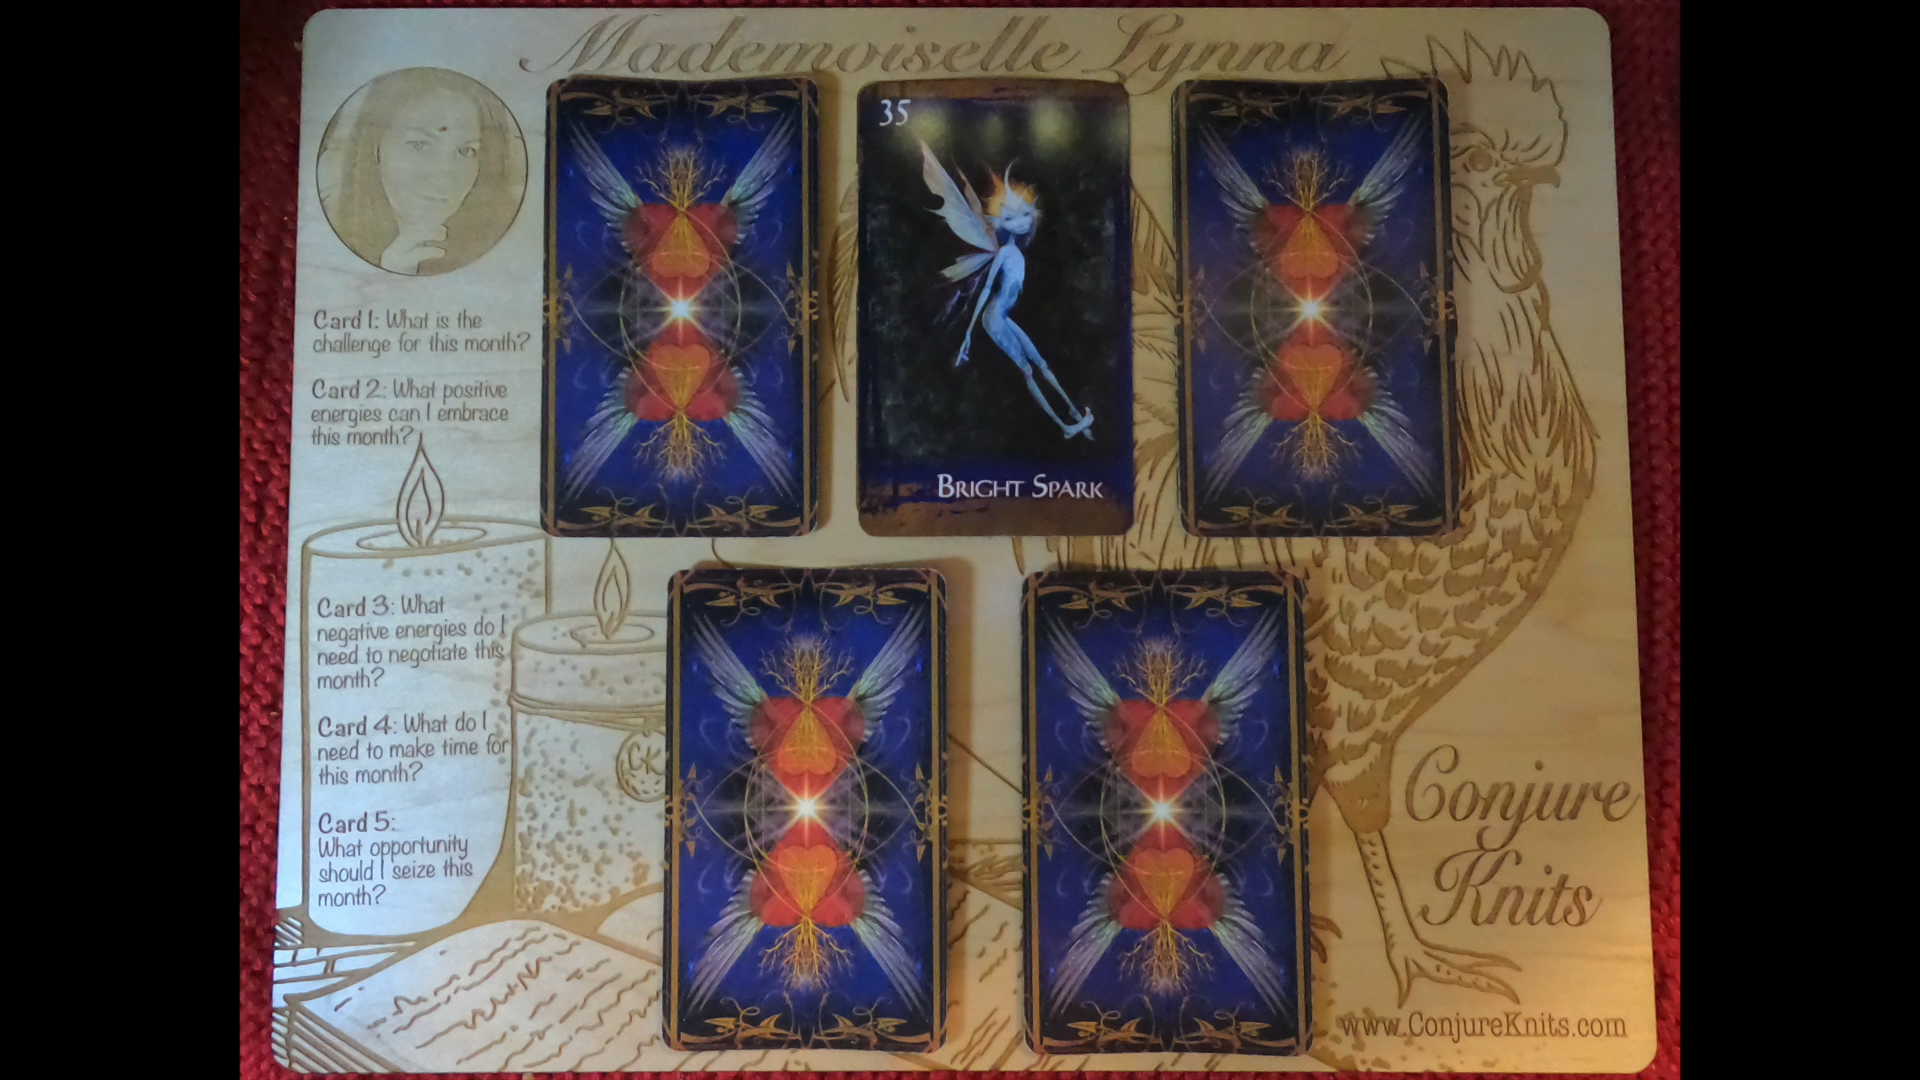 Mademoiselle Lynna
35
Bright Spark
Card 1: What is the
challenge for this month?
Card 2: What positive
energies can I embrace
this month?
Card 3: What
negative energies do I
need to negotiate this
month?
Card 4: What do I
need to make time for
this month?
Card 5:
What opportunity
should I seize this
month?
CK
Conjure
Knits
www.ConjureKnits.com